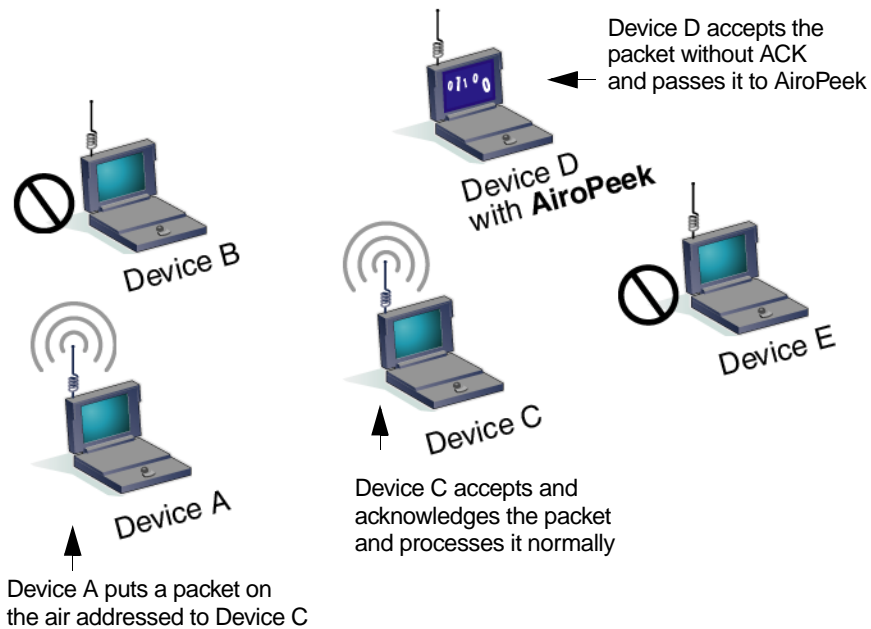 Device D accepts the
packet without ACK
and passes it to AiroPeek
01100
Device D
with AiroPeek
Device B
Device E
Device C
Device A
Device C accepts and
acknowledges the packet
and processes it normally
Device A puts a packet on
the air addressed to Device C